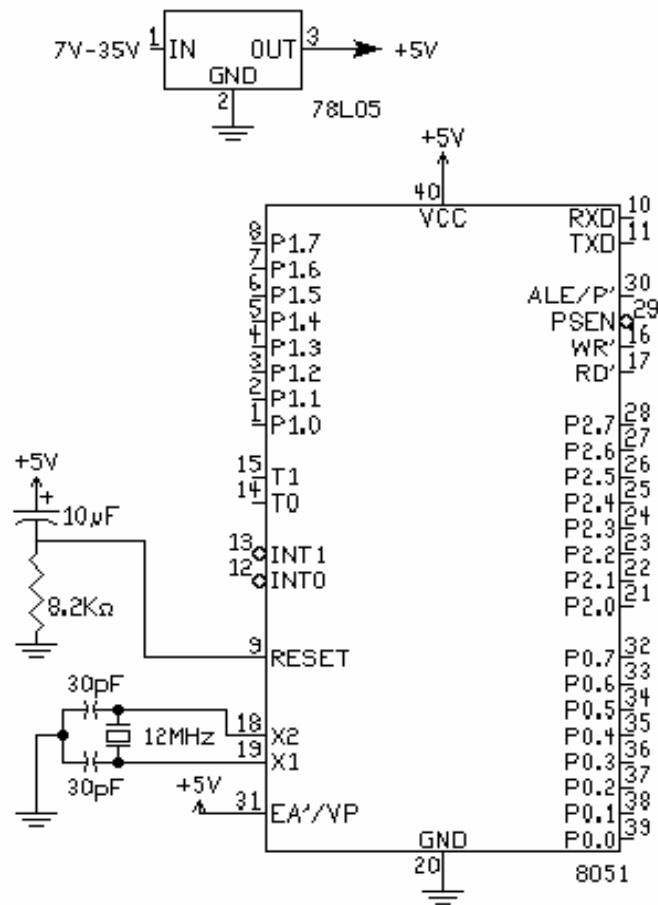 7V-35V 1 IN OUT 3 +5V
GND
2
78L05
+5V
40
VCC
RXD 10
TXD 11
8 P1.7
7 P1.6
6 P1.5
5 P1.4
4 P1.3
3 P1.2
2 P1.1
1 P1.0
ALE/P' 30
PSEN 29
WR' 16
RD' 17
P2.7 28
P2.6 27
P2.5 26
P2.4 25
P2.3 24
P2.2 23
P2.1 22
P2.0 21
15 T1
14 T0
13 INT1
12 INT0
+5V
+
10µF
8.2KΩ
9 RESET
P0.7 32
P0.6 33
P0.5 34
P0.4 35
P0.3 36
P0.2 37
P0.1 38
P0.0 39
30pF
12MHz
30pF
18 X2
19 X1
+5V
31 EA'/VP
GND
20
8051